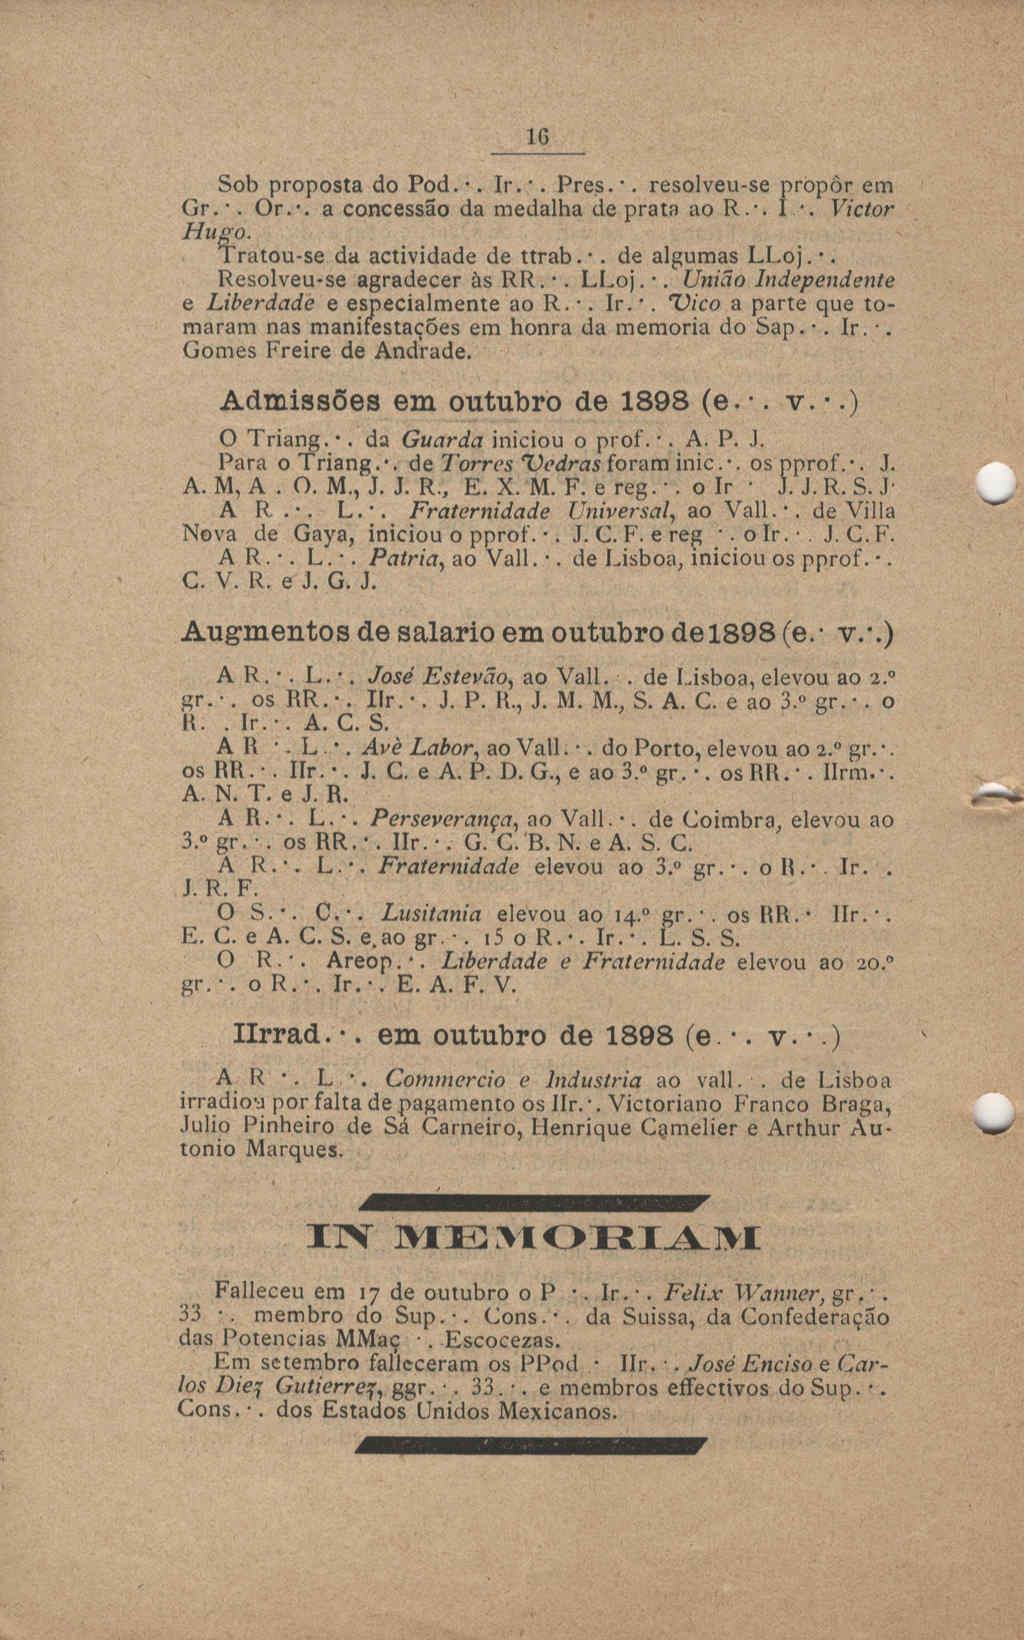 16
Sob proposta do Pod.·. Ir.·. Pres.·. resolveu-se propôr em
Gr.·. Or.·. a concessão da medalha de prata ao R.·. I.·. Victor
Hugo.
Tratou-se da actividade de ttrab.·. de algumas LLoj.·.
Resolveu-se agradecer às RR.·. LLoj.·. União Independente
e Liberdade e especialmente ao R.·. Ir.·. Vico a parte que to-
maram nas manifestações em honra da memoria do Sap.·. Ir.·.
Gomes Freire de Andrade.
Admissões em outubro de 1898 (e.·. v.·.)
O Triang.·. da Guarda iniciou o prof.·. A. P. J.
Para o Triang.·. de Torres Vedras foram inic.·. os pprof.·. J.
A. M, A . O. M., J. J. R., E. X. M. F. e reg.·. o Ir · J. J. R. S. J·
A R.·. L.·. Fraternidade Universal, ao Vall.·. de Villa
Nova de Gaya, iniciou o pprof.·. J. C. F. e reg ·. o Ir.·. J. C. F.
A R.·. L.·. Patria, ao Vall.·. de Lisboa, iniciou os pprof.·.
C. V. R. e J. G. J.
Augmentos de salario em outubro de 1898 (e.· v.·.)
A R.·. L.·. José Estevão, ao Vall.·. de Lisboa, elevou ao 2.º
gr.·. os RR.·. IIr.·. J. P. R., J. M. M., S. A. C. e ao 3.º gr.·. o
R. . Ir.·. A. C. S.
A R ·. L.·. Avè Labor, ao Vall.·. do Porto, elevou ao 2.º gr.·.
os RR.·. IIr.·. J. C. e A. P. D. G., e ao 3.º gr.·. os RR.·. IIrm.·.
A. N. T. e J. R.
A R.·. L.·. Perseverança, ao Vall.·. de Coimbra, elevou ao
3.º gr.·. os RR.·. IIr.·. G. C. B. N. e A. S. C.
A R.·. L.·. Fraternidade elevou ao 3.º gr.·. o R.·. Ir. .
J. R. F.
O S.·. C.·. Lusitania elevou ao 14.º gr.·. os RR.· IIr.·.
E. C. e A. C. S. e ao gr.·. 15 o R.·. Ir.·. L. S. S.
O R.·. Areop.·. Liberdade e Fraternidade elevou ao 20.º
gr.·. o R.·. Ir.·. E. A. F. V.
IIrrad.·. em outubro de 1898 (e.·. v.·.)
A R ·. L.·. Commercio e Industria ao vall. . de Lisboa
irradiou por falta de pagamento os IIr.·. Victoriano Franco Braga,
Julio Pinheiro de Sá Carneiro, Henrique Camelier e Arthur Au-
tonio Marques.
IN MEMORIAM
Falleceu em 17 de outubro o P ·. Ir.·. Felix Wanner, gr.·.
33 ·. membro do Sup.·. Cons.·. da Suissa, da Confederação
das Potencias MMaç ·. Escocezas.
Em setembro falleceram os PPod · IIr.·. José Enciso e Car-
los Diez Gutierrez, ggr.·. 33.·. e membros effectivos do Sup.·.
Cons.·. dos Estados Unidos Mexicanos.